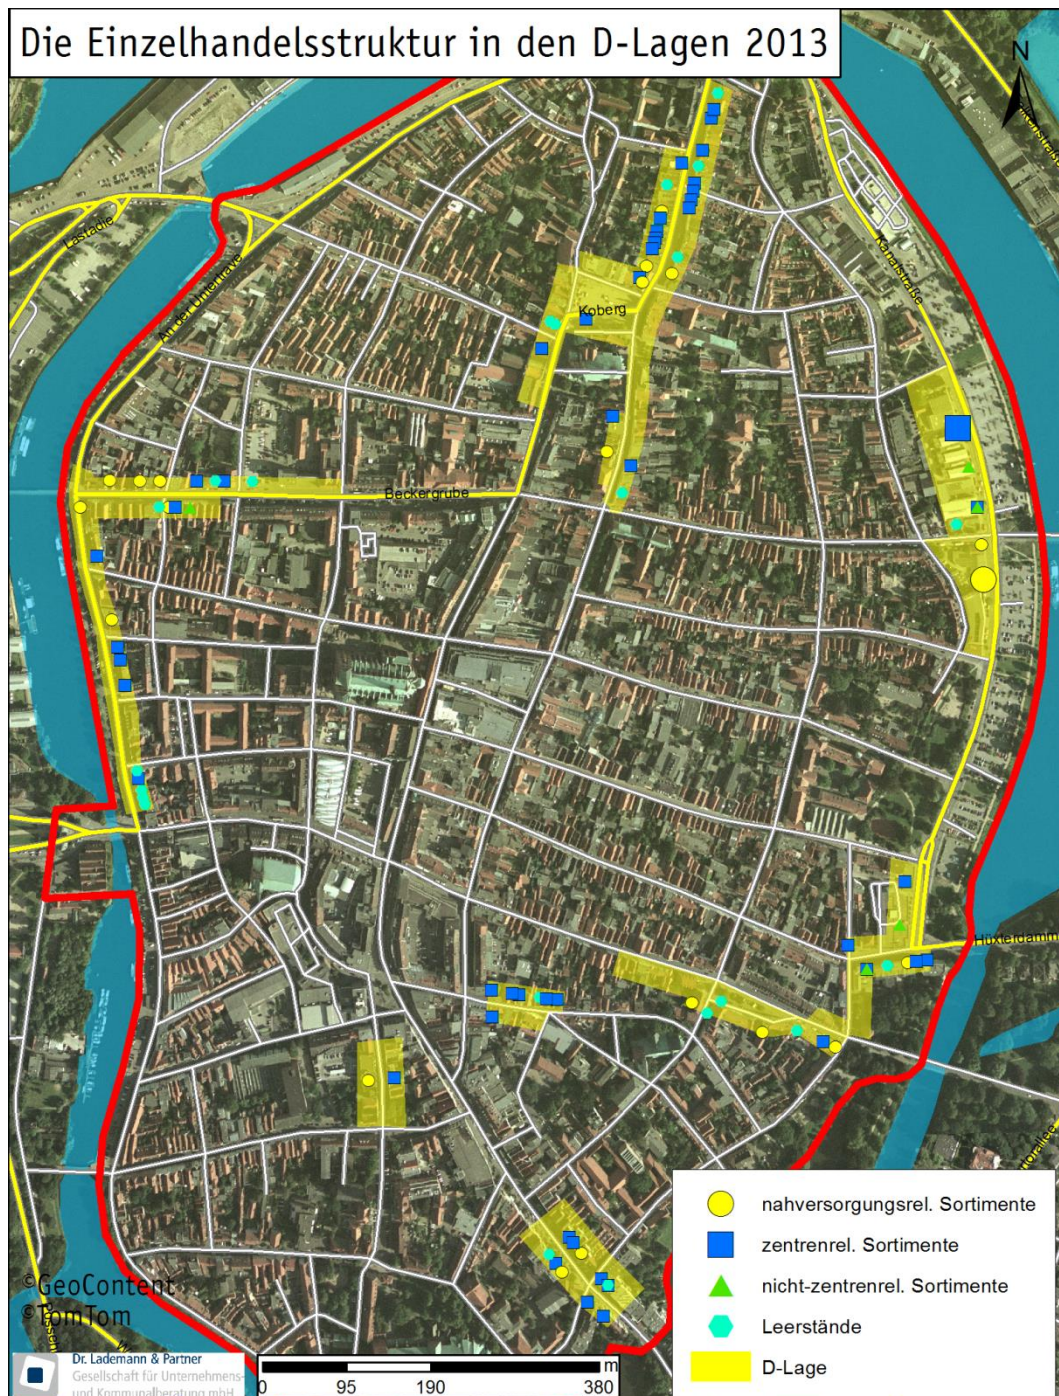 Die Einzelhandelsstruktur in den D-Lagen 2013
N
Lastadie
An der Untertrave
Kanalstraße
Koberg
Beckergrube
Hüxterdamm
nahversorgungsrel. Sortimente
zentrenrel. Sortimente
nicht-zentrenrel. Sortimente
Leerstände
D-Lage
©GeoContent
©TomTom
Dr. Lademann & Partner
Gesellschaft für Unternehmens-
und Kommunalberatung mbH
m
0 95 190 380